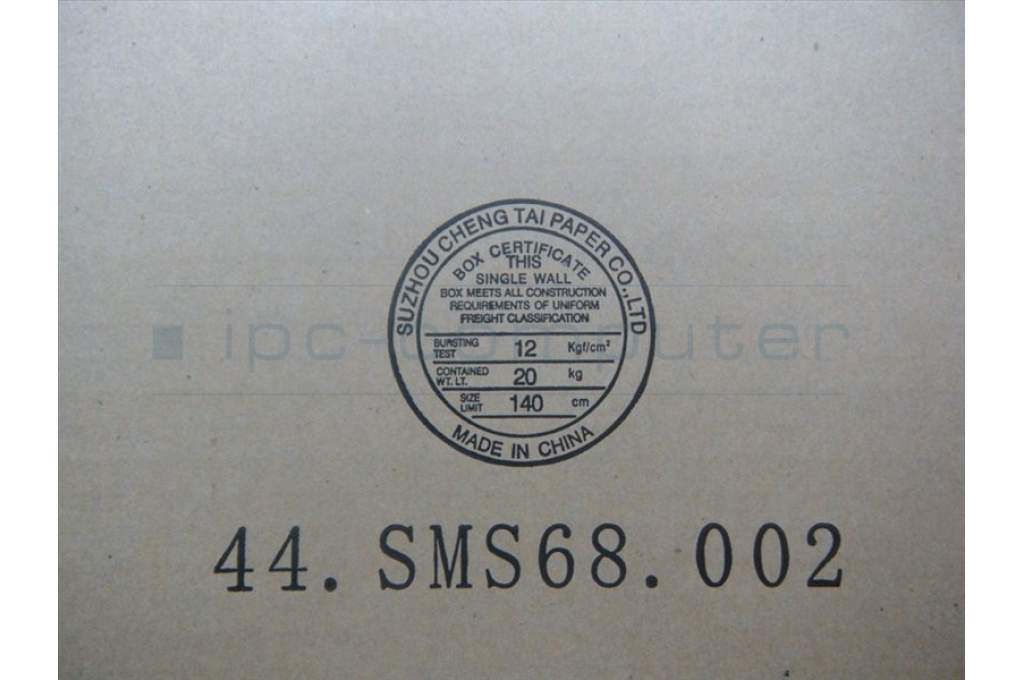 SUZHOU CHENG TAI PAPER CO.,LTD
BOX CERTIFICATE
THIS
SINGLE WALL
BOX MEETS ALL CONSTRUCTION
REQUIREMENTS OF UNIFORM
FREIGHT CLASSIFICATION
BURSTING TEST 12 Kgf/cm²
CONTAINED WT. LT. 20 kg
SIZE LIMIT 140 cm
MADE IN CHINA
ipc-computer
44.SMS68.002